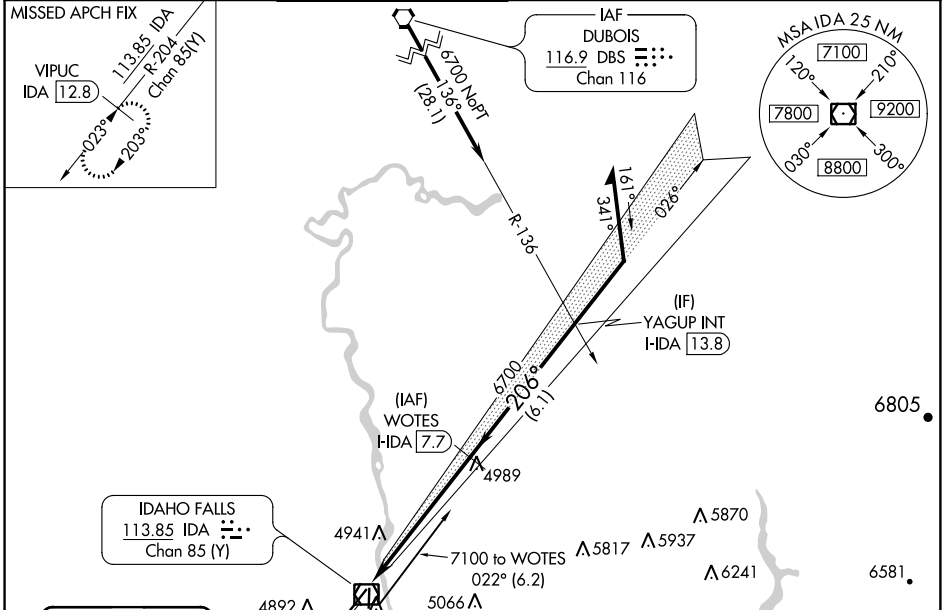 MISSED APCH FIX
113.85 IDA
R-204
Chan 85(Y)
VIPUC
IDA 12.8
023°
203°
IAF
DUBOIS
116.9 DBS
Chan 116
6700 NoPT
136°
(28.1)
R-136
MSA IDA 25 NM
7100
120°
210°
7800
9200
030°
300°
8800
161°
341°
026°
(IF)
YAGUP INT
I-IDA 13.8
6700
206°
(6.1)
(IAF)
WOTES
I-IDA 7.7
6805
4989
IDAHO FALLS
113.85 IDA
Chan 85 (Y)
4941
7100 to WOTES
022° (6.2)
5870
5817
5937
6241
6581
4892
5066